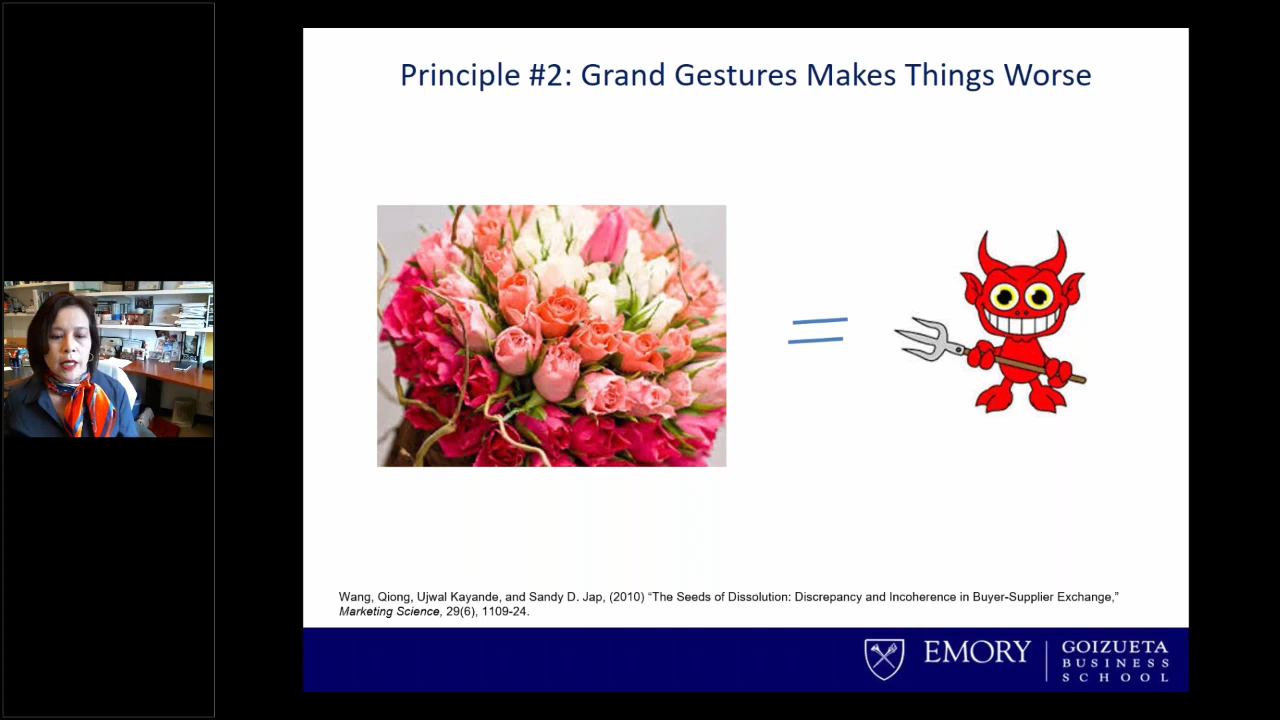 Principle #2: Grand Gestures Makes Things Worse
Wang, Qiong, Ujwal Kayande, and Sandy D. Jap, (2010) “The Seeds of Dissolution: Discrepancy and Incoherence in Buyer-Supplier Exchange,”
Marketing Science, 29(6), 1109-24.
EMORY
GOIZUETA
BUSINESS
SCHOOL